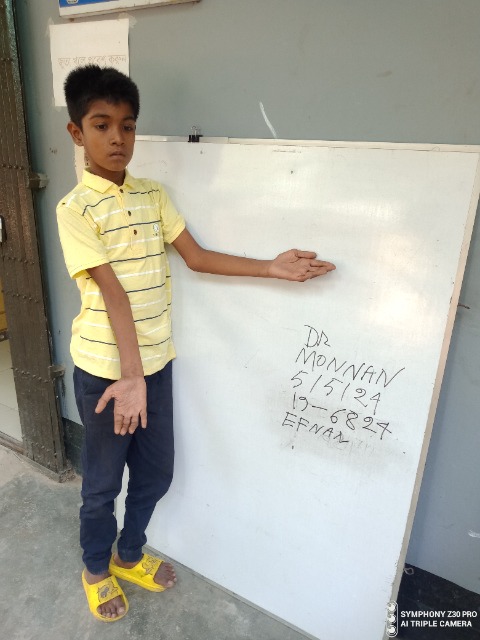 DR
MONNAN
5/5/24
19-6824
EFNAN
SYMPHONY Z30 PRO
AI TRIPLE CAMERA